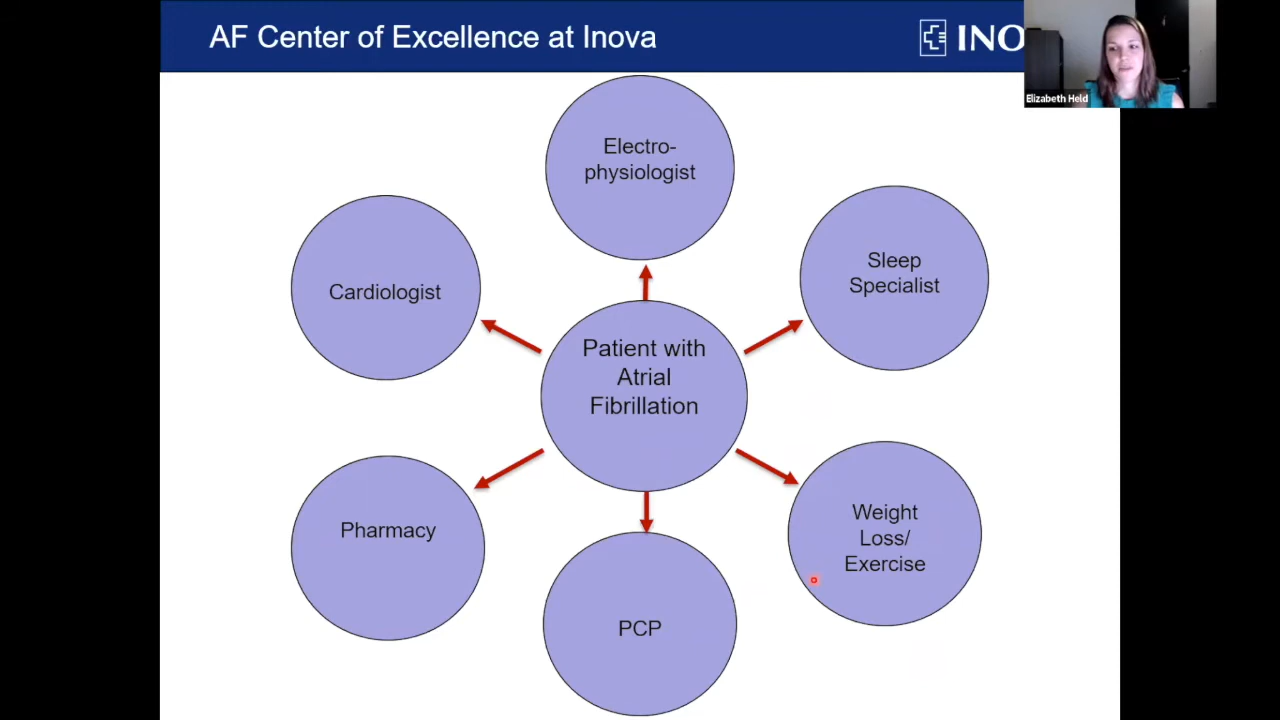 AF Center of Excellence at Inova
INO
Elizabeth Held
Electro-
physiologist
Cardiologist
Sleep
Specialist
Patient with
Atrial
Fibrillation
Pharmacy
Weight
Loss/
Exercise
PCP